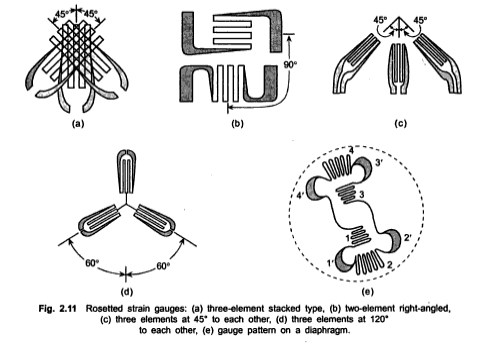 45° 45°
(a)
90°
(b)
45° 45°
(c)
60° 60°
(d)
4 3'
4' 3
1 2'
1' 2
(e)
Fig. 2.11 Rosetted strain gauges: (a) three-element stacked type, (b) two-element right-angled,
(c) three elements at 45° to each other, (d) three elements at 120°
to each other, (e) gauge pattern on a diaphragm.